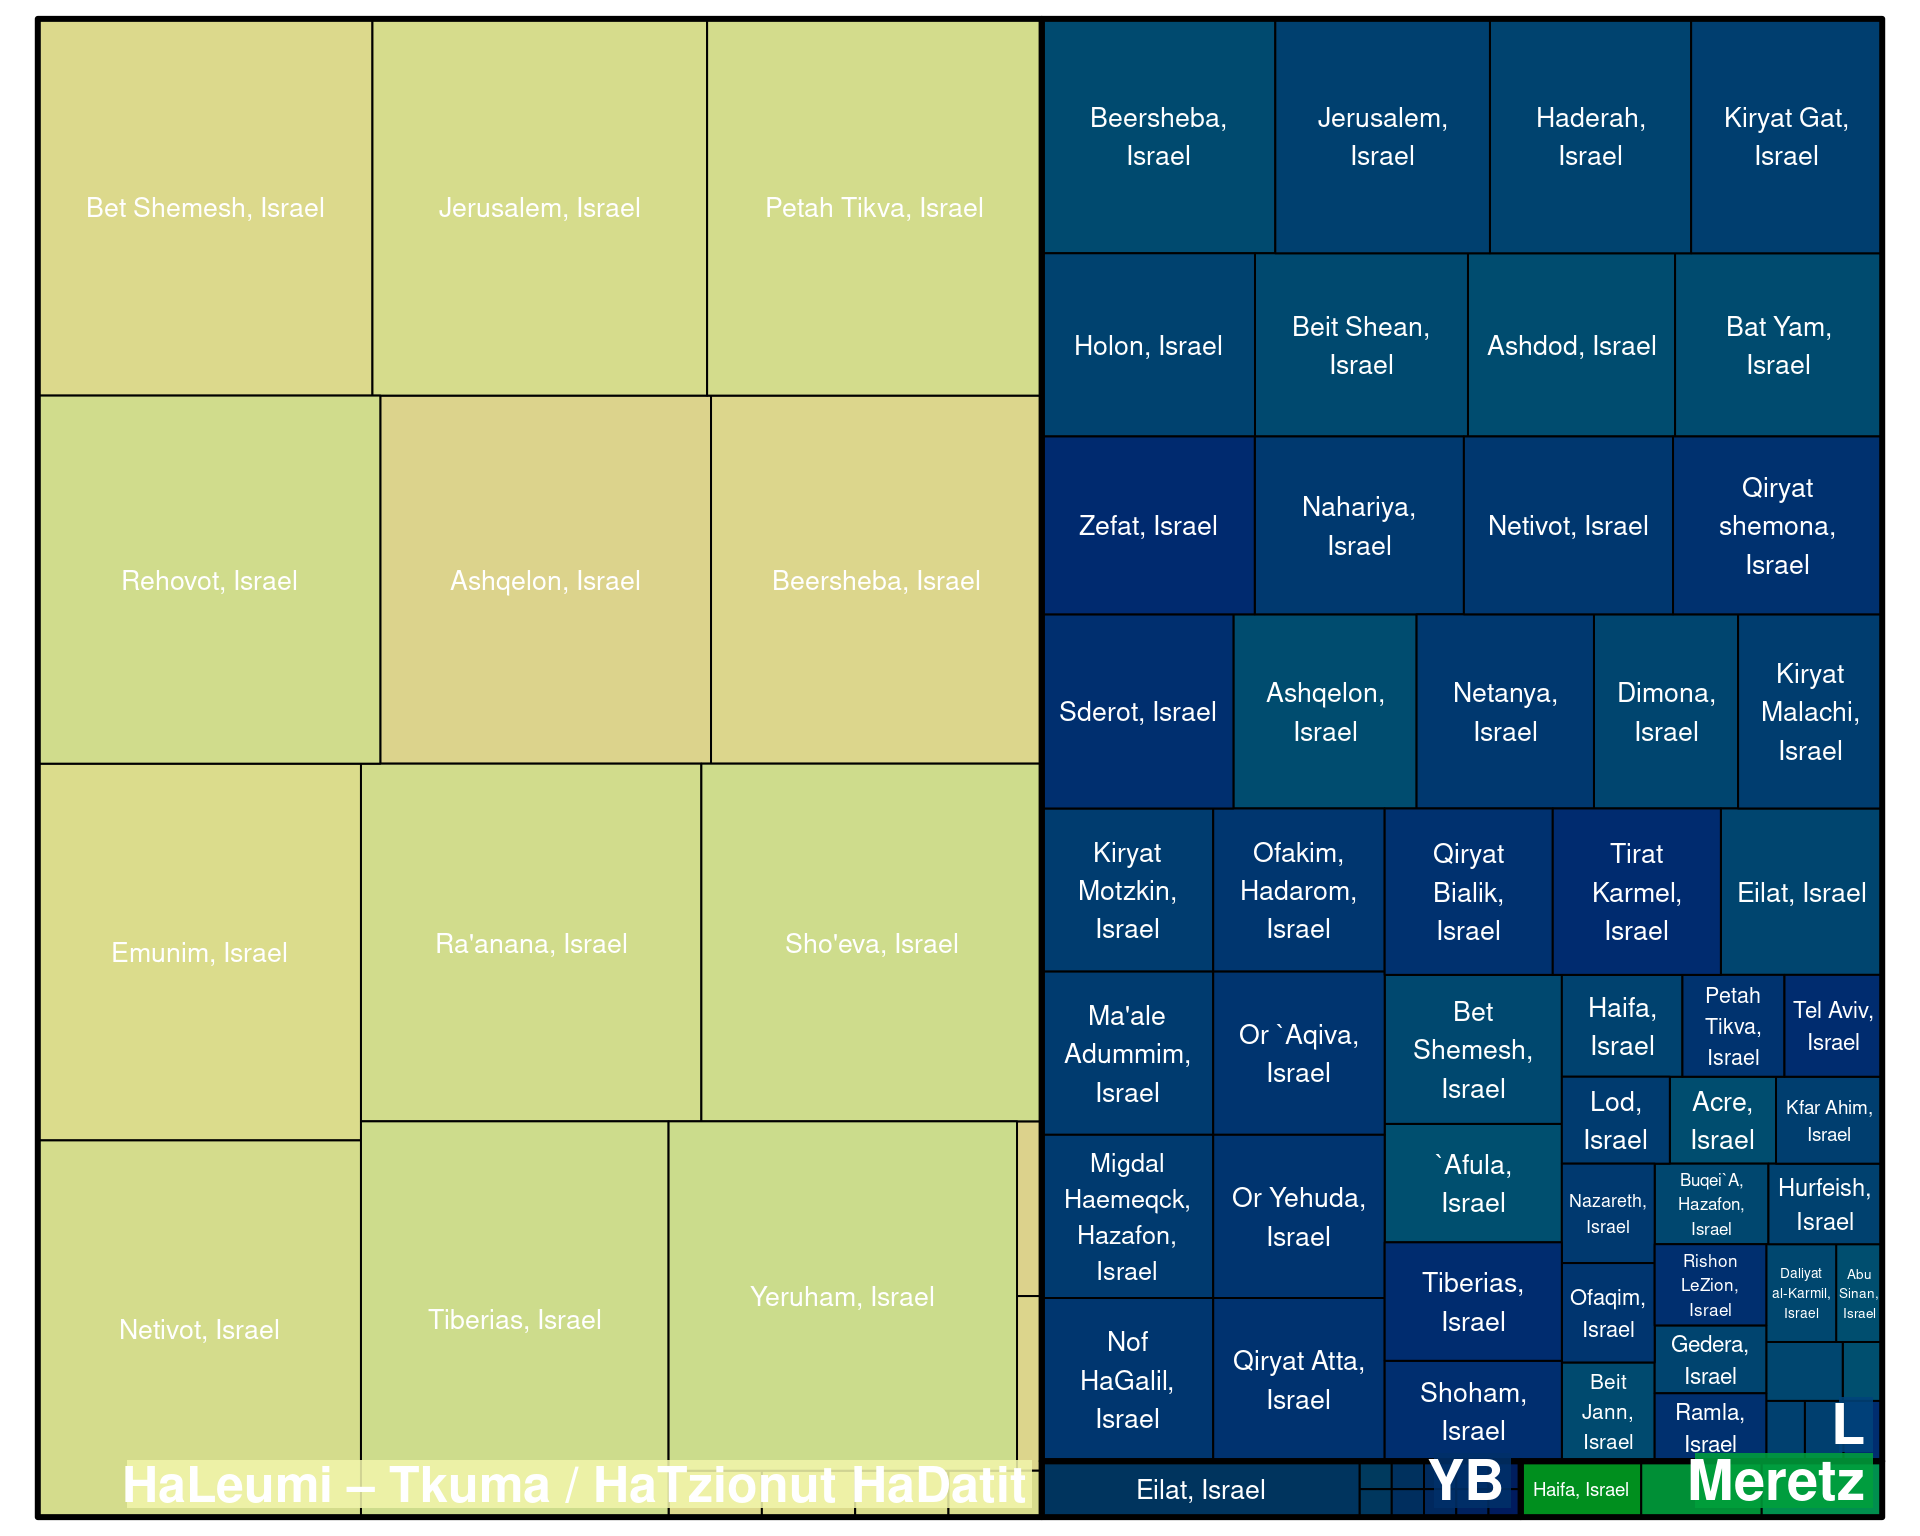 Bet Shemesh, Israel
Jerusalem, Israel
Petah Tikva, Israel
Rehovot, Israel
Ashqelon, Israel
Beersheba, Israel
Emunim, Israel
Ra'anana, Israel
Sho'eva, Israel
Netivot, Israel
Tiberias, Israel
Yeruham, Israel
HaLeumi – Tkuma / HaTzionut HaDatit
Beersheba,
Israel
Jerusalem,
Israel
Haderah,
Israel
Kiryat Gat,
Israel
Holon, Israel
Beit Shean,
Israel
Ashdod, Israel
Bat Yam,
Israel
Zefat, Israel
Nahariya,
Israel
Netivot, Israel
Qiryat
shemona,
Israel
Sderot, Israel
Ashqelon,
Israel
Netanya,
Israel
Dimona,
Israel
Kiryat
Malachi,
Israel
Kiryat
Motzkin,
Israel
Ofakim,
Hadarom,
Israel
Qiryat
Bialik,
Israel
Tirat
Karmel,
Israel
Eilat, Israel
Ma'ale
Adummim,
Israel
Or `Aqiva,
Israel
Bet
Shemesh,
Israel
Haifa,
Israel
Petah
Tikva,
Israel
Tel Aviv,
Israel
Lod,
Israel
Acre,
Israel
Kfar Ahim,
Israel
Migdal
Haemeqck,
Hazafon,
Israel
Or Yehuda,
Israel
`Afula,
Israel
Nazareth,
Israel
Buqei`A,
Hazafon,
Israel
Hurfeish,
Israel
Tiberias,
Israel
Ofaqim,
Israel
Rishon
LeZion,
Israel
Daliyat
al-Karmil,
Israel
Abu
Sinan,
Israel
Nof
HaGalil,
Israel
Qiryat Atta,
Israel
Shoham,
Israel
Beit
Jann,
Israel
Gedera,
Israel
Ramla,
Israel
L
Eilat, Israel
YB
Haifa, Israel
Meretz